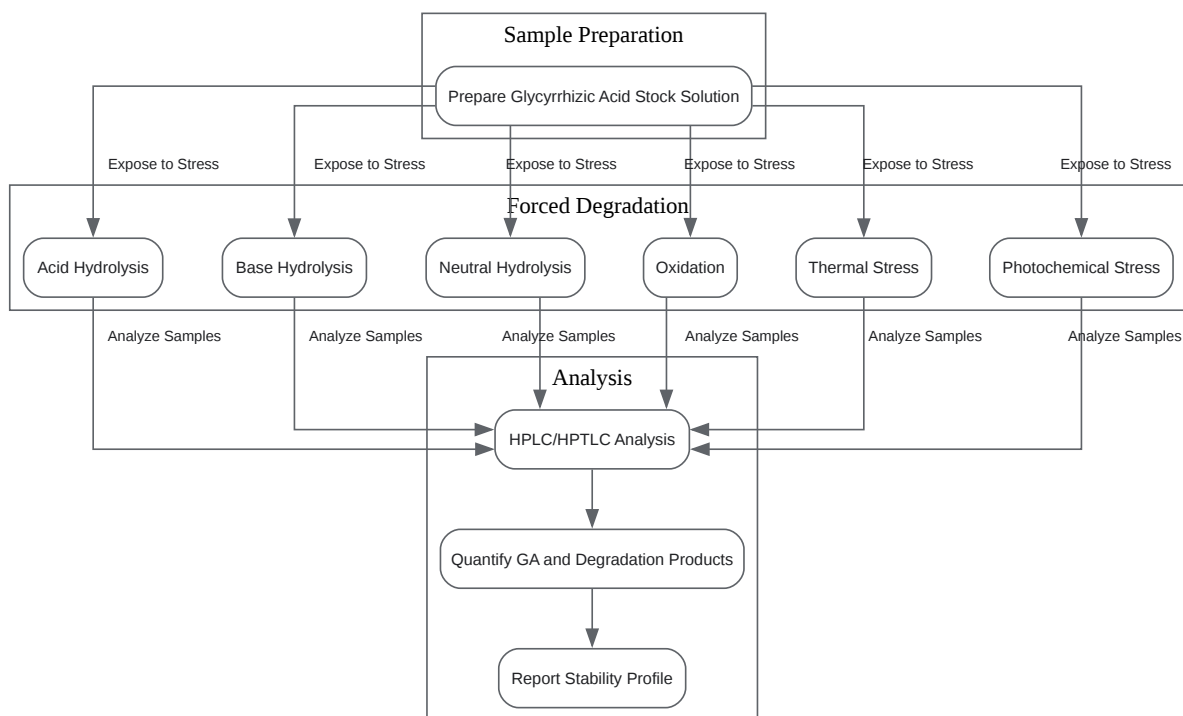 Sample Preparation
Prepare Glycyrrhizic Acid Stock Solution
Expose to Stress
Expose to Stress
Expose to Stress
Expose to Stress
Expose to Stress
Expose to Stress
Forced Degradation
Acid Hydrolysis
Base Hydrolysis
Neutral Hydrolysis
Oxidation
Thermal Stress
Photochemical Stress
Analyze Samples
Analyze Samples
Analyze Samples
Analyze Samples
Analyze Samples
Analyze Samples
Analysis
HPLC/HPTLC Analysis
Quantify GA and Degradation Products
Report Stability Profile